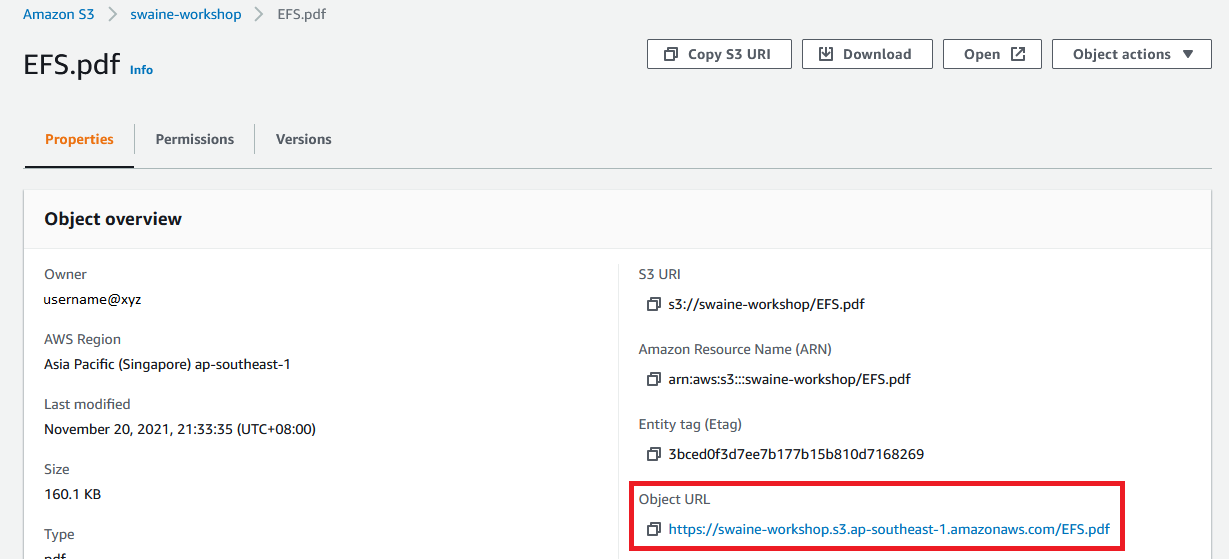 Amazon S3 > swaine-workshop > EFS.pdf
EFS.pdf Info
Copy S3 URI
Download
Open
Object actions
Properties
Permissions
Versions
Object overview
Owner
username@xyz
AWS Region
Asia Pacific (Singapore) ap-southeast-1
Last modified
November 20, 2021, 21:33:35 (UTC+08:00)
Size
160.1 KB
Type
pdf
S3 URI
s3://swaine-workshop/EFS.pdf
Amazon Resource Name (ARN)
arn:aws:s3:::swaine-workshop/EFS.pdf
Entity tag (Etag)
3bced0f3d7ee7b177b15b810d7168269
Object URL
https://swaine-workshop.s3.ap-southeast-1.amazonaws.com/EFS.pdf